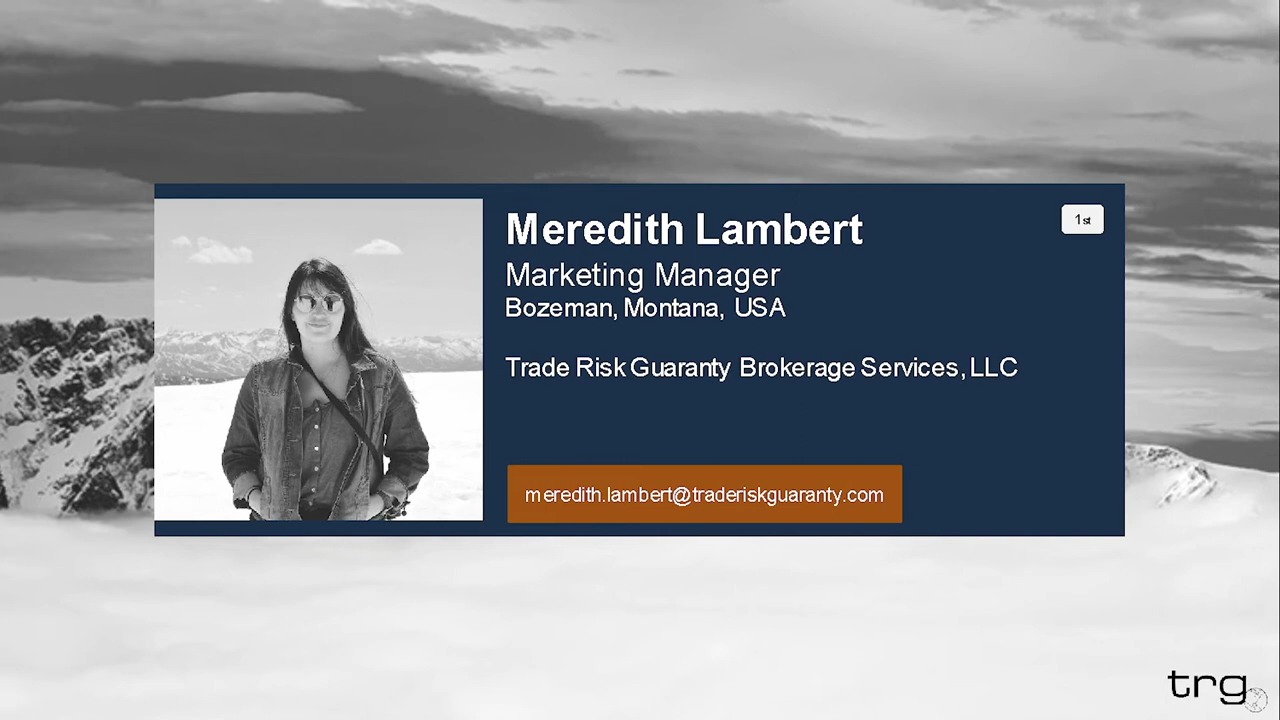 Meredith Lambert
1st
Marketing Manager
Bozeman, Montana, USA
Trade Risk Guaranty Brokerage Services, LLC
meredith.lambert@traderiskguaranty.com
trg